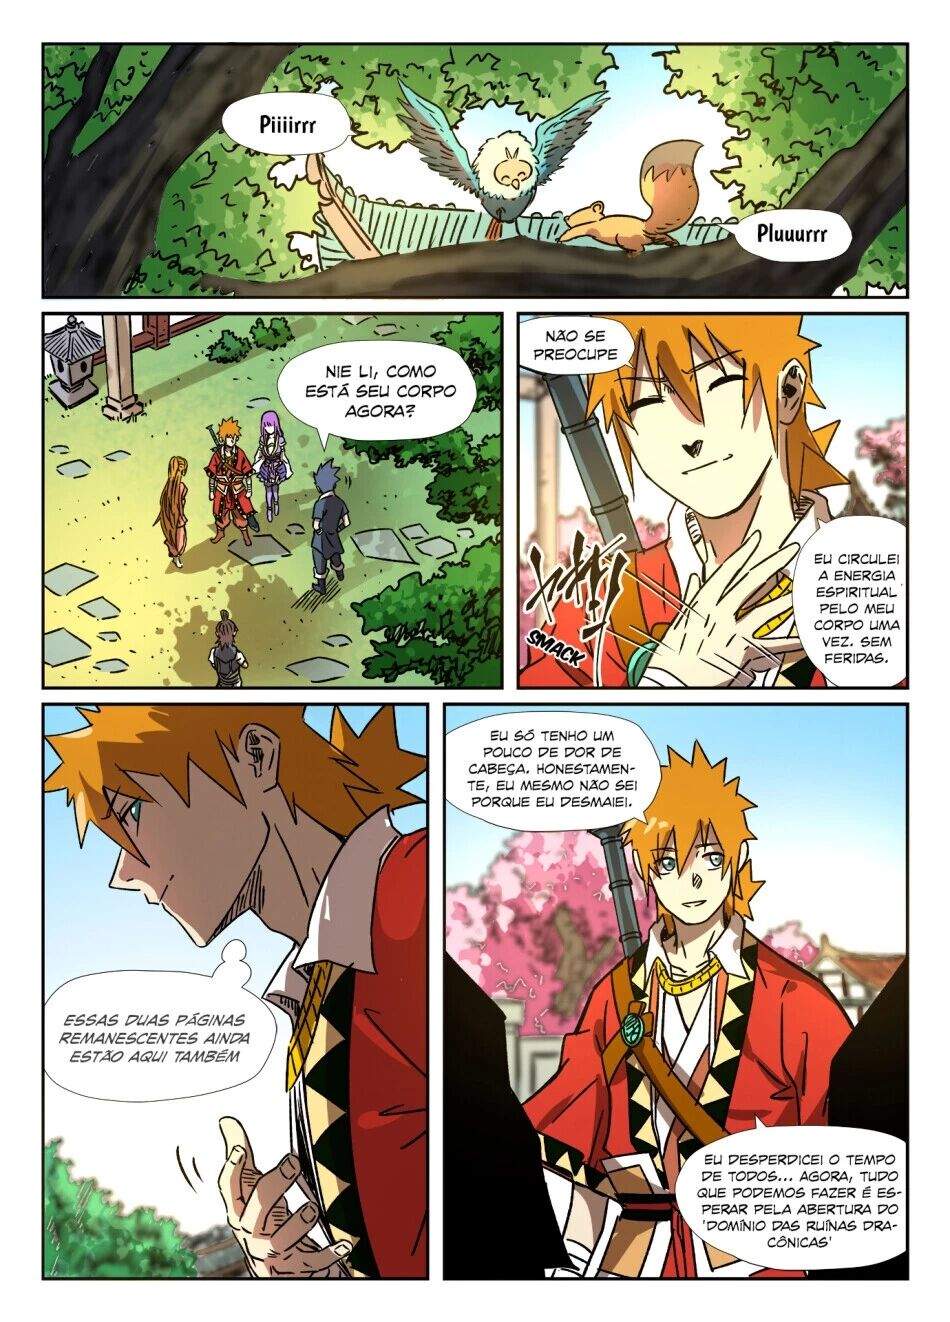 Piiiirrr
Pluuurrr
NIE LI, COMO
ESTÁ SEU CORPO
AGORA?
NÃO SE
PREOCUPE
SMACK
EU CIRCULEI
A ENERGIA
ESPIRITUAL
PELO MEU
CORPO UMA
VEZ. SEM
FERIDAS.
ESSAS DUAS PÁGINAS
REMANESCENTES AINDA
ESTÃO AQUI TAMBÉM
EU SÓ TENHO UM
POUCO DE DOR DE
CABEÇA. HONESTAMEN-
TE, EU MESMO NÃO SEI
PORQUE EU DESMAIEI.
EU DESPERDICEI O TEMPO
DE TODOS... AGORA, TUDO
QUE PODEMOS FAZER É ES-
PERAR PELA ABERTURA DO
'DOMÍNIO DAS RUÍNAS DRA-
CÔNICAS'